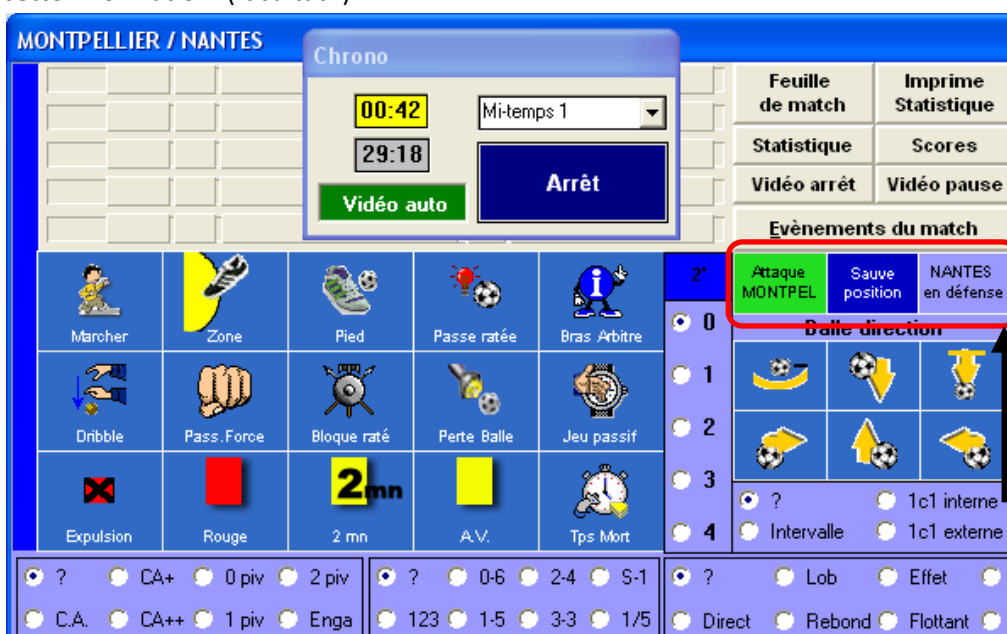 MONTPELLIER / NANTES
Chrono
00:42
Mi-temps 1
29:18
Arrêt
Vidéo auto
Feuille
de match
Imprime
Statistique
Statistique
Scores
Vidéo arrêt
Vidéo pause
Evènements du match
Attaque
MONTPEL
Sauve
position
NANTES
en défense
Balle direction
2'
0
1
2
3
4
Marcher
Zone
Pied
Passe ratée
Bras Arbitre
Dribble
Pass.Force
Bloque raté
Perte Balle
Jeu passif
2mn
Expulsion
Rouge
2 mn
A.V.
Tps Mort
? 1c1 interne
Intervalle 1c1 externe
? CA+ 0 piv 2 piv
C.A. CA++ 1 piv Enga
? 0-6 2-4 S-1
123 1-5 3-3 1/5
? Lob Effet
Direct Rebond Flottant